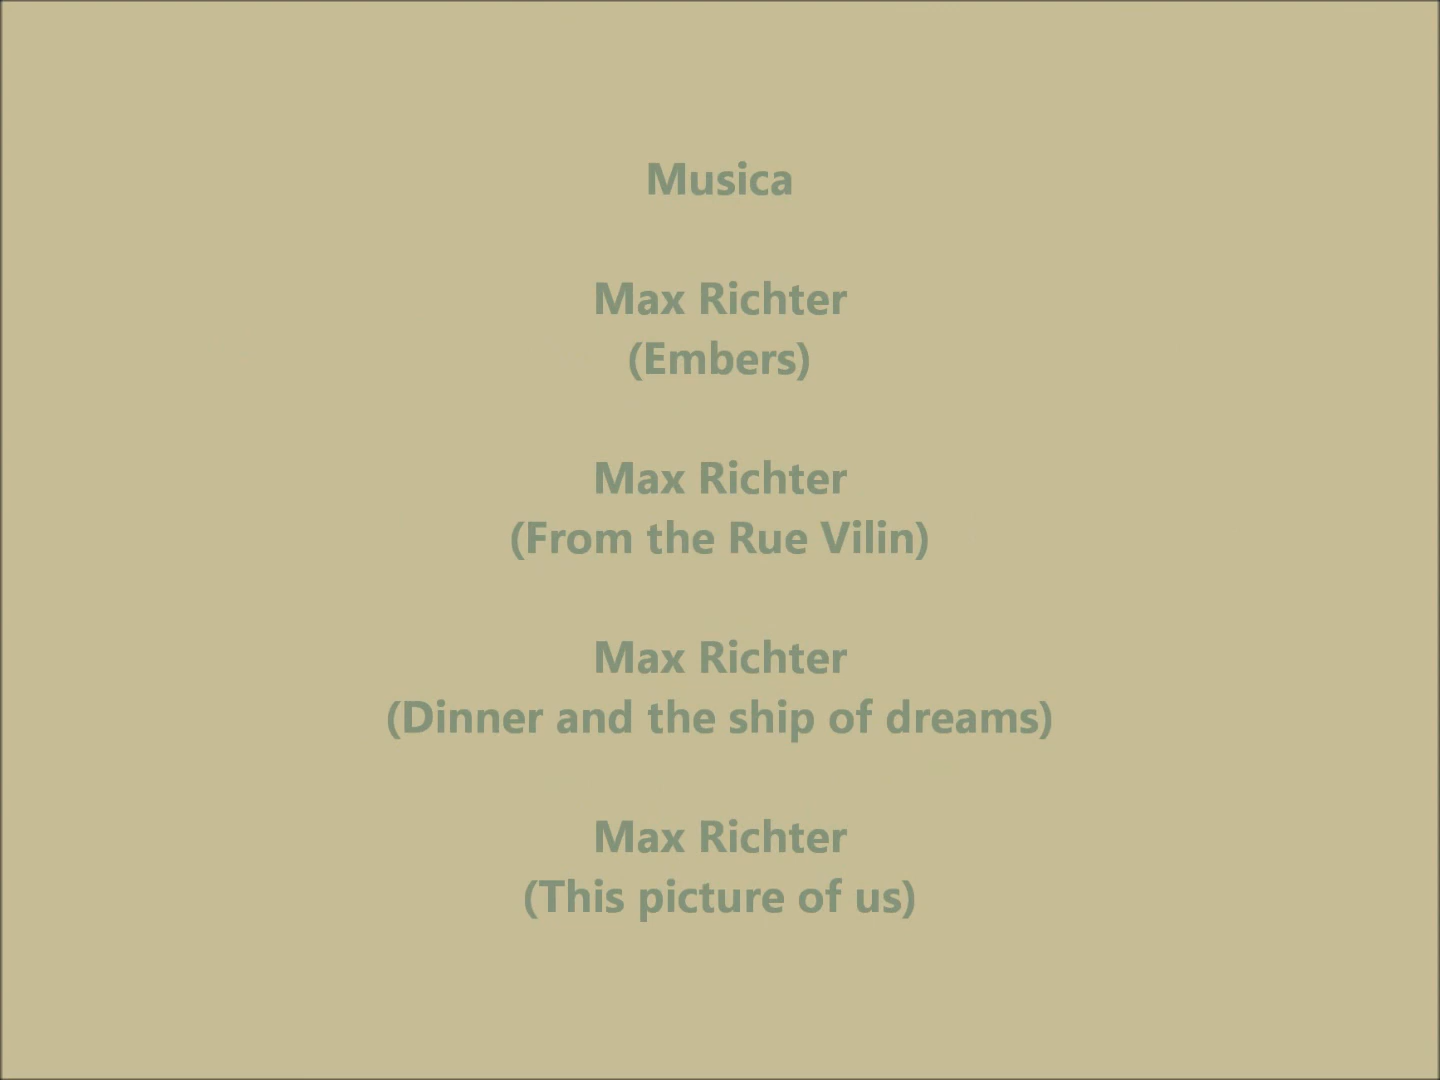 Musica
Max Richter
(Embers)
Max Richter
(From the Rue Vilin)
Max Richter
(Dinner and the ship of dreams)
Max Richter
(This picture of us)